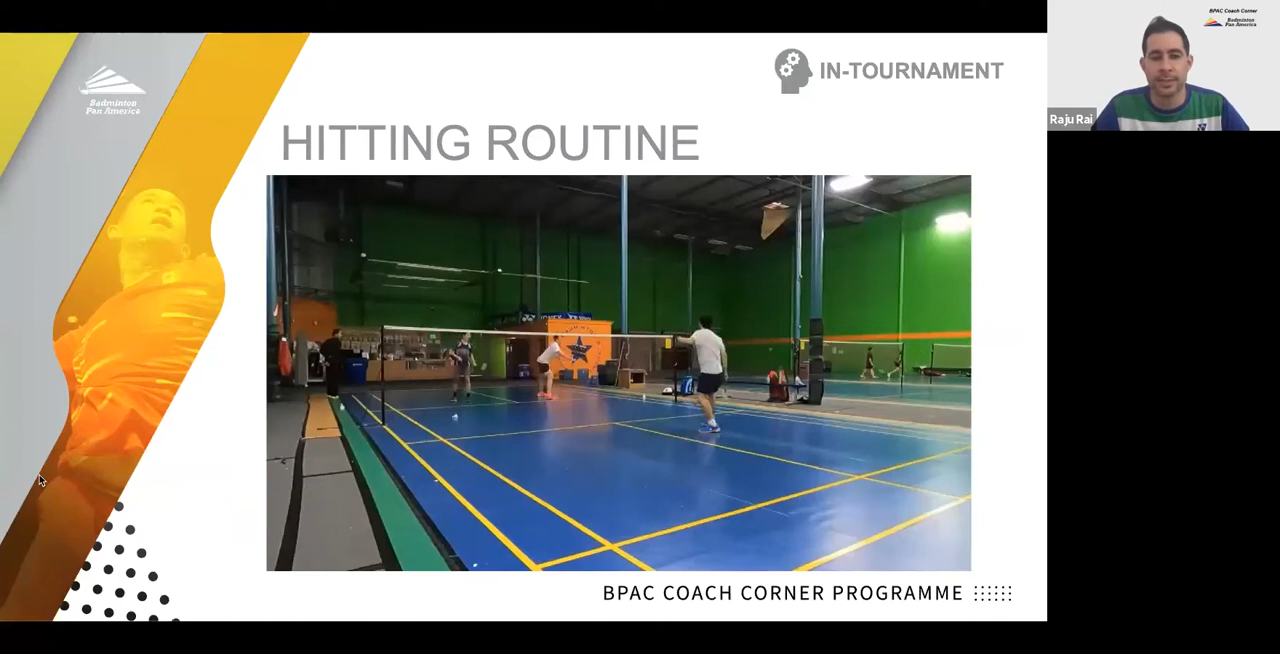 BPAC Coach Corner
Badminton
Pan America
IN-TOURNAMENT
Badminton
Pan America
Raju Rai
HITTING ROUTINE
BPAC COACH CORNER PROGRAMME